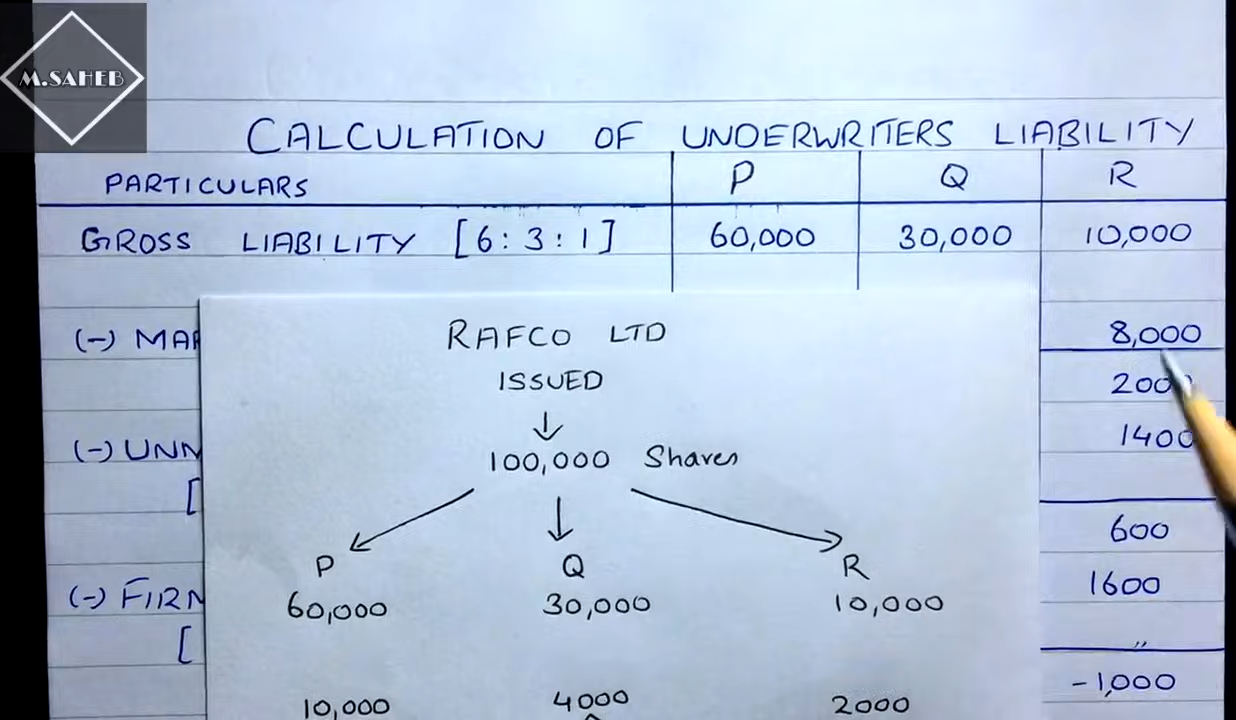 M.SAHEB
CALCULATION OF UNDERWRITERS LIABILITY
PARTICULARS P Q R
GROSS LIABILITY [6:3:1] 60,000 30,000 10,000
(-) MAR 8,000
2000
(-) UNN 1400
[
600
(-) FIRM 1600
[ "
-1,000
RAFCO LTD
ISSUED
↓
100,000 Shares
P Q R
60,000 30,000 10,000
10,000 4000 2000